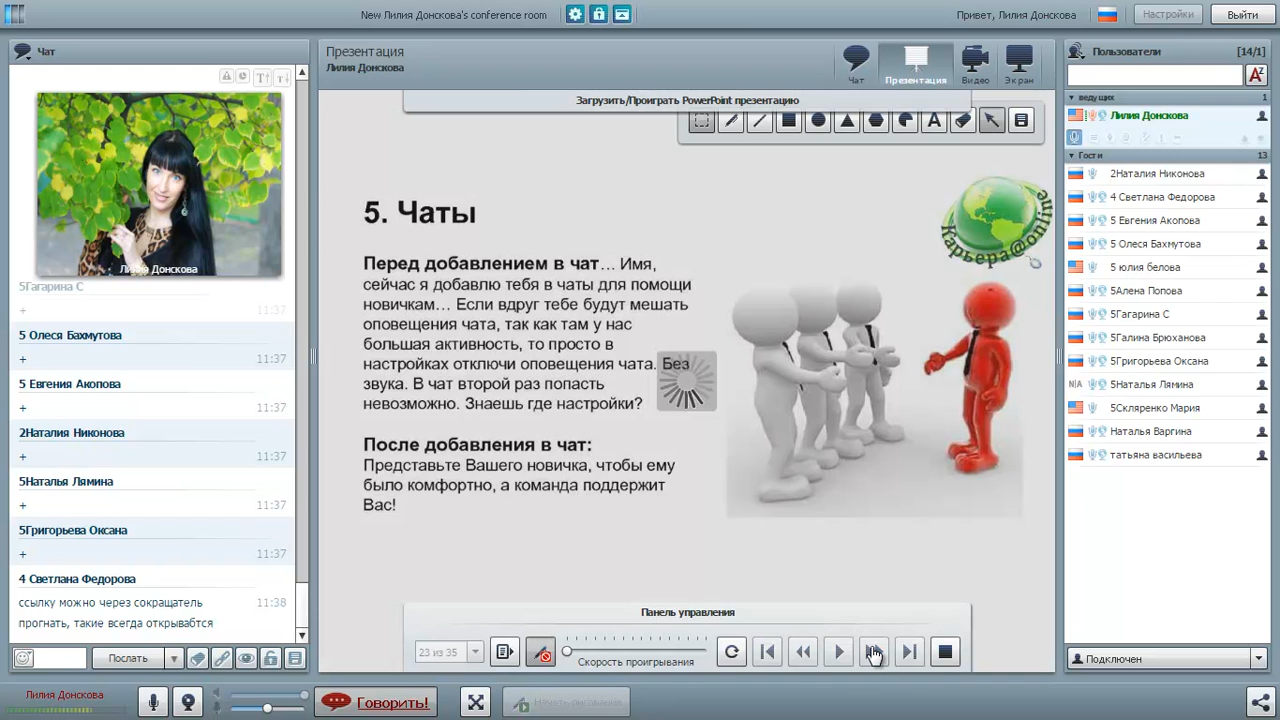 New Лилия Донскова's conference room
Привет, Лилия Донскова
Настройки
Выйти
Чат
Лилия Донскова
5Гагарина С
+
11:37
5 Олеся Бахмутова
+
11:37
5 Евгения Акопова
+
11:37
2Наталия Никонова
+
11:37
5Наталья Лямина
+
11:37
5Григорьева Оксана
+
11:37
4 Светлана Федорова
ссылку можно через сокращатель
11:38
прогнать, такие всегда открывабтся
Послать
Презентация
Лилия Донскова
Чат
Презентация
Видео
Экран
Загрузить/Проиграть PowerPoint презентацию
5. Чаты
Карьера@online
Перед добавлением в чат… Имя,
сейчас я добавлю тебя в чаты для помощи
новичкам… Если вдруг тебе будут мешать
оповещения чата, так как там у нас
большая активность, то просто в
настройках отключи оповещения чата. Без
звука. В чат второй раз попасть
невозможно. Знаешь где настройки?
После добавления в чат:
Представьте Вашего новичка, чтобы ему
было комфортно, а команда поддержит
Вас!
Панель управления
23 из 35
Скорость проигрывания
Пользователи
[14/1]
ведущих
1
Лилия Донскова
Гости
13
2Наталия Никонова
4 Светлана Федорова
5 Евгения Акопова
5 Олеся Бахмутова
5 юлия белова
5Алена Попова
5Гагарина С
5Галина Брюханова
5Григорьева Оксана
N/A
5Наталья Лямина
5Скляренко Мария
Наталья Варгина
татьяна васильева
Подключен
Лилия Донскова
Говорить!